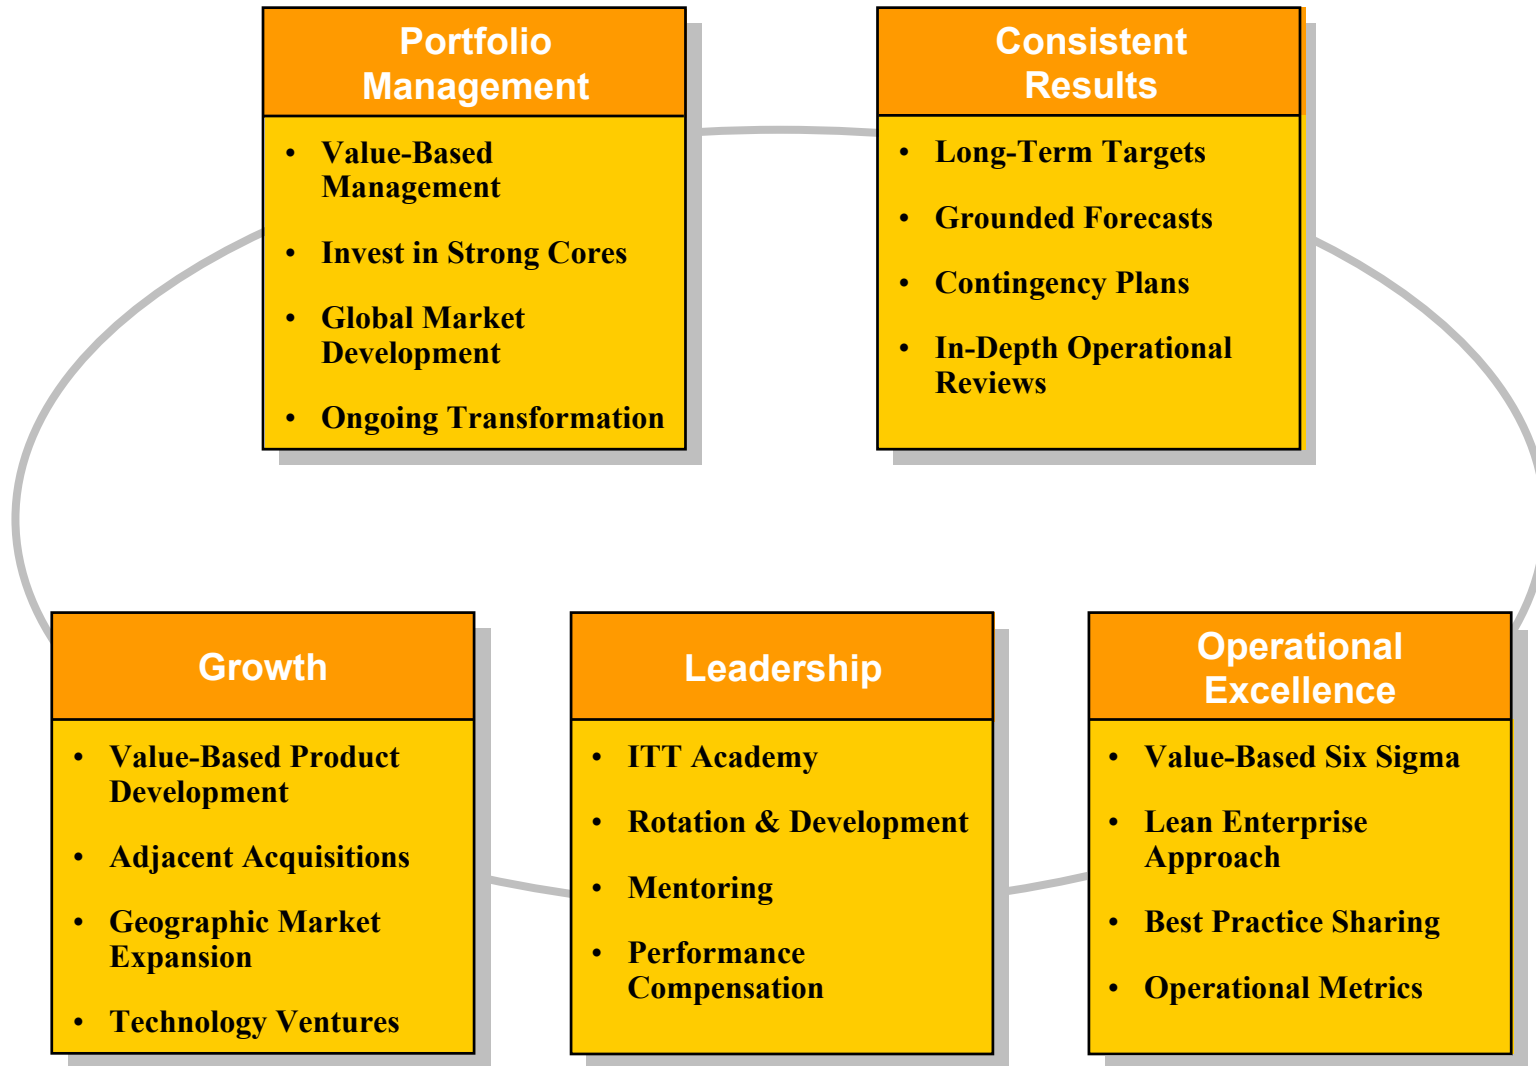 Portfolio
Management
• Value-Based
Management
• Invest in Strong Cores
• Global Market
Development
• Ongoing Transformation
Consistent
Results
• Long-Term Targets
• Grounded Forecasts
• Contingency Plans
• In-Depth Operational
Reviews
Growth
• Value-Based Product
Development
• Adjacent Acquisitions
• Geographic Market
Expansion
• Technology Ventures
Leadership
• ITT Academy
• Rotation & Development
• Mentoring
• Performance
Compensation
Operational
Excellence
• Value-Based Six Sigma
• Lean Enterprise
Approach
• Best Practice Sharing
• Operational Metrics